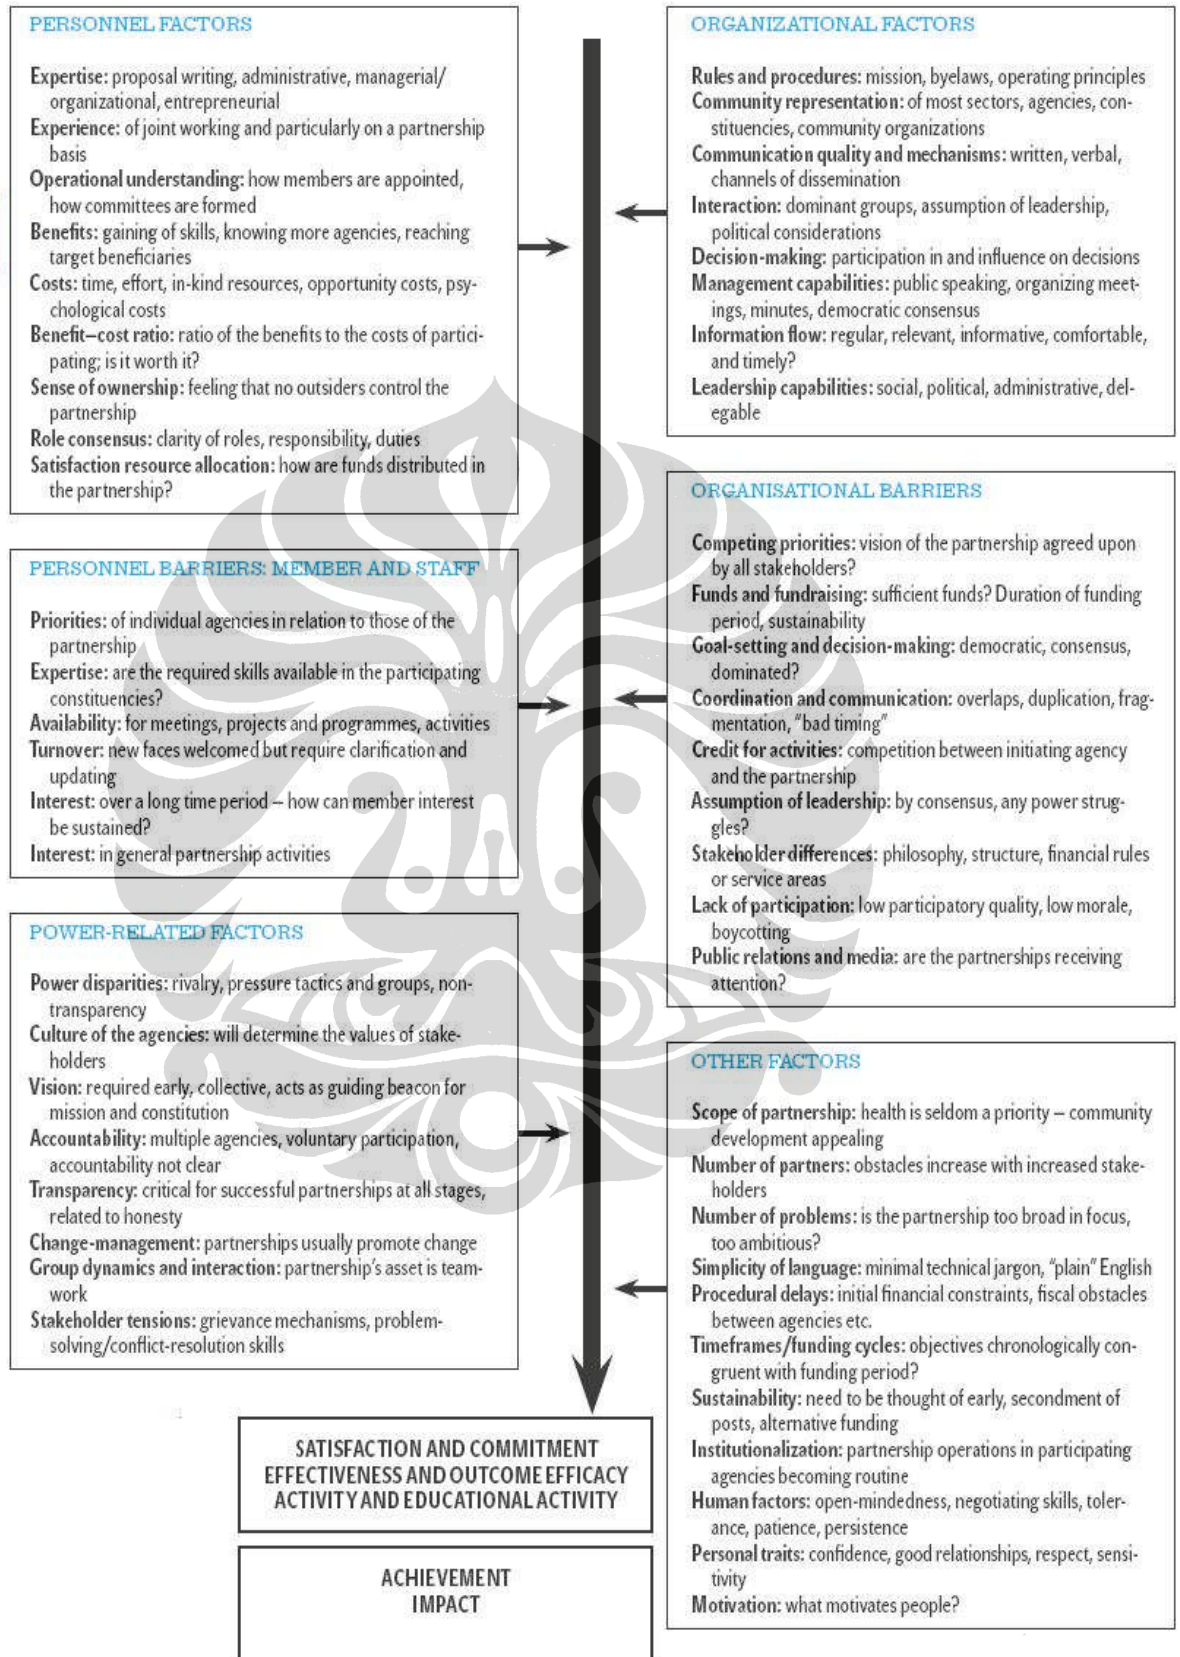 PERSONNEL FACTORS
Expertise: proposal writing, administrative, managerial/
organizational, entrepreneurial
Experience: of joint working and particularly on a partnership
basis
Operational understanding: how members are appointed,
how committees are formed
Benefits: gaining of skills, knowing more agencies, reaching
target beneficiaries
Costs: time, effort, in-kind resources, opportunity costs, psy-
chological costs
Benefit–cost ratio: ratio of the benefits to the costs of partici-
pating; is it worth it?
Sense of ownership: feeling that no outsiders control the
partnership
Role consensus: clarity of roles, responsibility, duties
Satisfaction resource allocation: how are funds distributed in
the partnership?
PERSONNEL BARRIERS: MEMBER AND STAFF
Priorities: of individual agencies in relation to those of the
partnership
Expertise: are the required skills available in the participating
constituencies?
Availability: for meetings, projects and programmes, activities
Turnover: new faces welcomed but require clarification and
updating
Interest: over a long time period – how can member interest
be sustained?
Interest: in general partnership activities
POWER-RELATED FACTORS
Power disparities: rivalry, pressure tactics and groups, non-
transparency
Culture of the agencies: will determine the values of stake-
holders
Vision: required early, collective, acts as guiding beacon for
mission and constitution
Accountability: multiple agencies, voluntary participation,
accountability not clear
Transparency: critical for successful partnerships at all stages,
related to honesty
Change-management: partnerships usually promote change
Group dynamics and interaction: partnership's asset is team-
work
Stakeholder tensions: grievance mechanisms, problem-
solving/conflict-resolution skills
ORGANIZATIONAL FACTORS
Rules and procedures: mission, byelaws, operating principles
Community representation: of most sectors, agencies, con-
stituencies, community organizations
Communication quality and mechanisms: written, verbal,
channels of dissemination
Interaction: dominant groups, assumption of leadership,
political considerations
Decision-making: participation in and influence on decisions
Management capabilities: public speaking, organizing meet-
ings, minutes, democratic consensus
Information flow: regular, relevant, informative, comfortable,
and timely?
Leadership capabilities: social, political, administrative, del-
egable
ORGANISATIONAL BARRIERS
Competing priorities: vision of the partnership agreed upon
by all stakeholders?
Funds and fundraising: sufficient funds? Duration of funding
period, sustainability
Goal-setting and decision-making: democratic, consensus,
dominated?
Coordination and communication: overlaps, duplication, frag-
mentation, "bad timing"
Credit for activities: competition between initiating agency
and the partnership
Assumption of leadership: by consensus, any power strug-
gles?
Stakeholder differences: philosophy, structure, financial rules
or service areas
Lack of participation: low participatory quality, low morale,
boycotting
Public relations and media: are the partnerships receiving
attention?
OTHER FACTORS
Scope of partnership: health is seldom a priority – community
development appealing
Number of partners: obstacles increase with increased stake-
holders
Number of problems: is the partnership too broad in focus,
too ambitious?
Simplicity of language: minimal technical jargon, "plain" English
Procedural delays: initial financial constraints, fiscal obstacles
between agencies etc.
Timeframes/funding cycles: objectives chronologically con-
gruent with funding period?
Sustainability: need to be thought of early, secondment of
posts, alternative funding
Institutionalization: partnership operations in participating
agencies becoming routine
Human factors: open-mindedness, negotiating skills, toler-
ance, patience, persistence
Personal traits: confidence, good relationships, respect, sensi-
tivity
Motivation: what motivates people?
SATISFACTION AND COMMITMENT
EFFECTIVENESS AND OUTCOME EFFICACY
ACTIVITY AND EDUCATIONAL ACTIVITY
ACHIEVEMENT
IMPACT